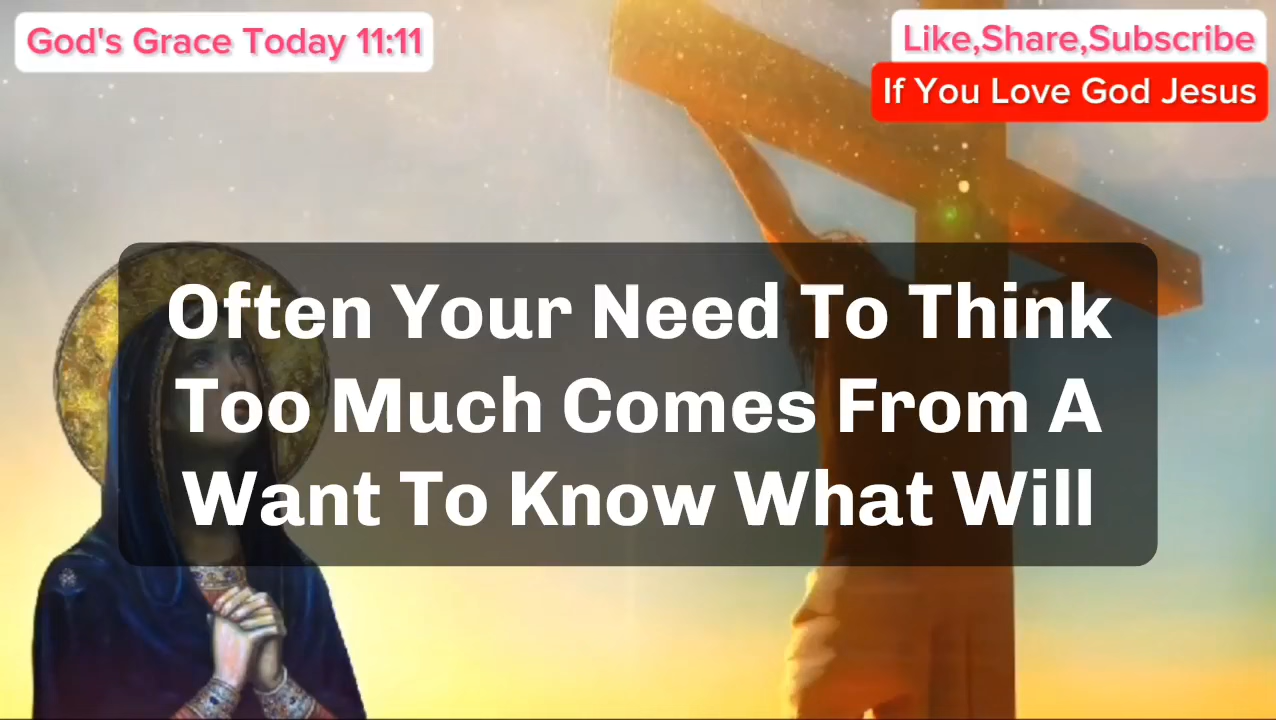 God's Grace Today 11:11
Like,Share,Subscribe
If You Love God Jesus
Often Your Need To Think
Too Much Comes From A
Want To Know What Will